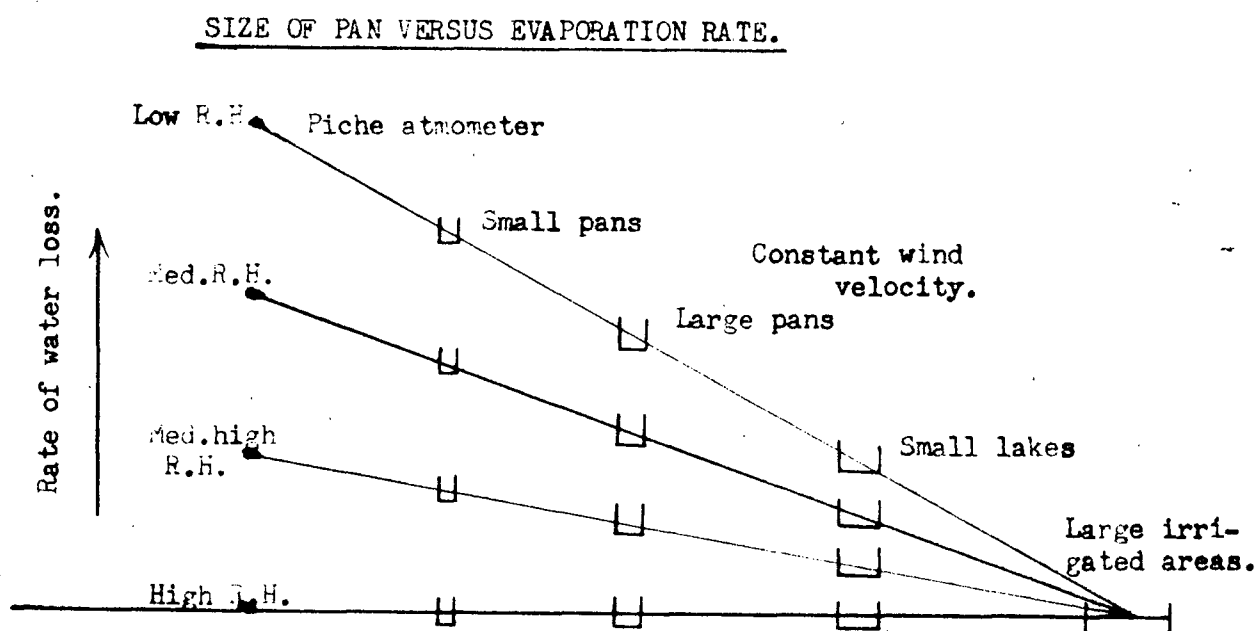 SIZE OF PAN VERSUS EVAPORATION RATE.
Low R.H.
Piche atmometer
Small pans
Rate of water loss.
Constant wind
velocity.
Med.R.H.
Large pans
Med.high
R.H.
Small lakes
Large irri-
gated areas.
High R.H.